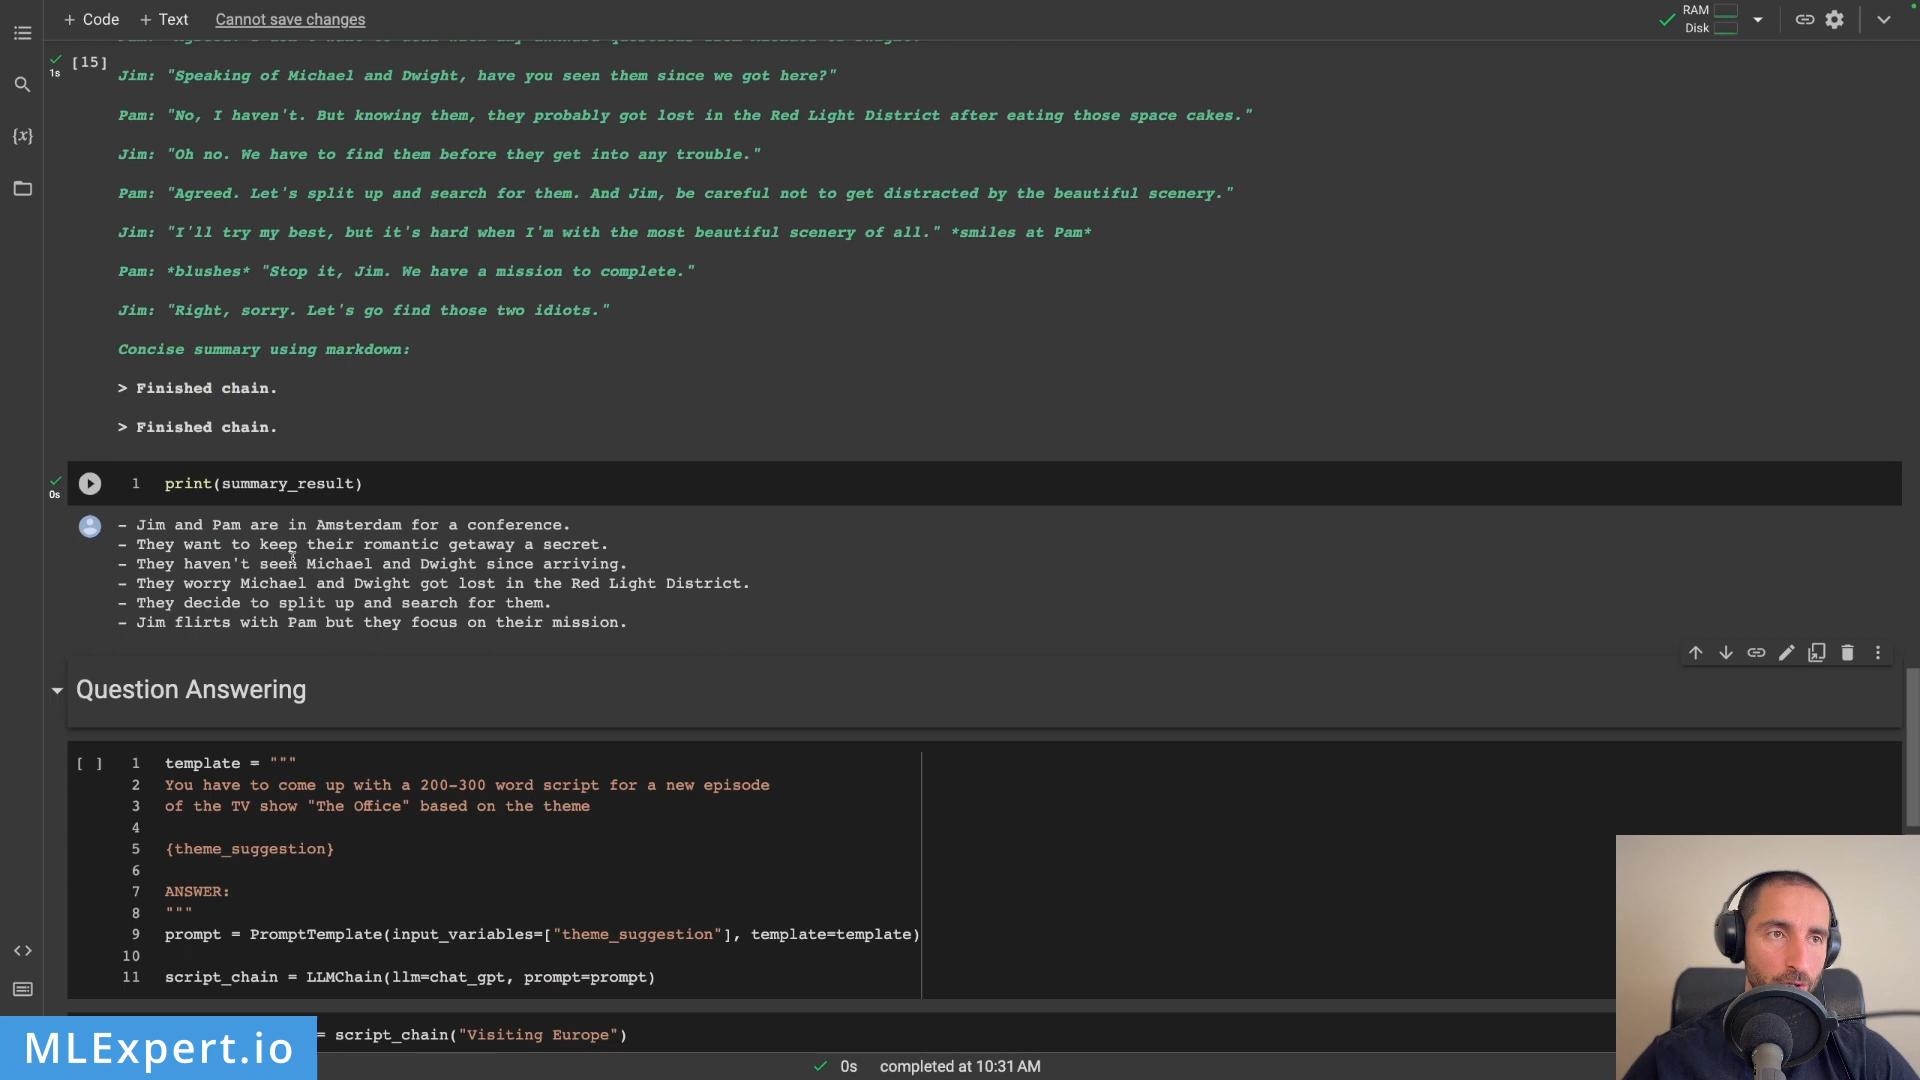 + Code + Text Cannot save changes
RAM
Disk
[15]
1s
Jim: "Speaking of Michael and Dwight, have you seen them since we got here?"
Pam: "No, I haven't. But knowing them, they probably got lost in the Red Light District after eating those space cakes."
Jim: "Oh no. We have to find them before they get into any trouble."
Pam: "Agreed. Let's split up and search for them. And Jim, be careful not to get distracted by the beautiful scenery."
Jim: "I'll try my best, but it's hard when I'm with the most beautiful scenery of all." *smiles at Pam*
Pam: *blushes* "Stop it, Jim. We have a mission to complete."
Jim: "Right, sorry. Let's go find those two idiots."
Concise summary using markdown:
> Finished chain.
> Finished chain.
0s
1 print(summary_result)
- Jim and Pam are in Amsterdam for a conference.
- They want to keep their romantic getaway a secret.
- They haven't seen Michael and Dwight since arriving.
- They worry Michael and Dwight got lost in the Red Light District.
- They decide to split up and search for them.
- Jim flirts with Pam but they focus on their mission.
Question Answering
[ ] 1 template = """
2 You have to come up with a 200-300 word script for a new episode
3 of the TV show "The Office" based on the theme
4
5 {theme_suggestion}
6
7 ANSWER:
8 """
9 prompt = PromptTemplate(input_variables=["theme_suggestion"], template=template)
10
11 script_chain = LLMChain(llm=chat_gpt, prompt=prompt)
= script_chain("Visiting Europe")
MLExpert.io
0s completed at 10:31 AM